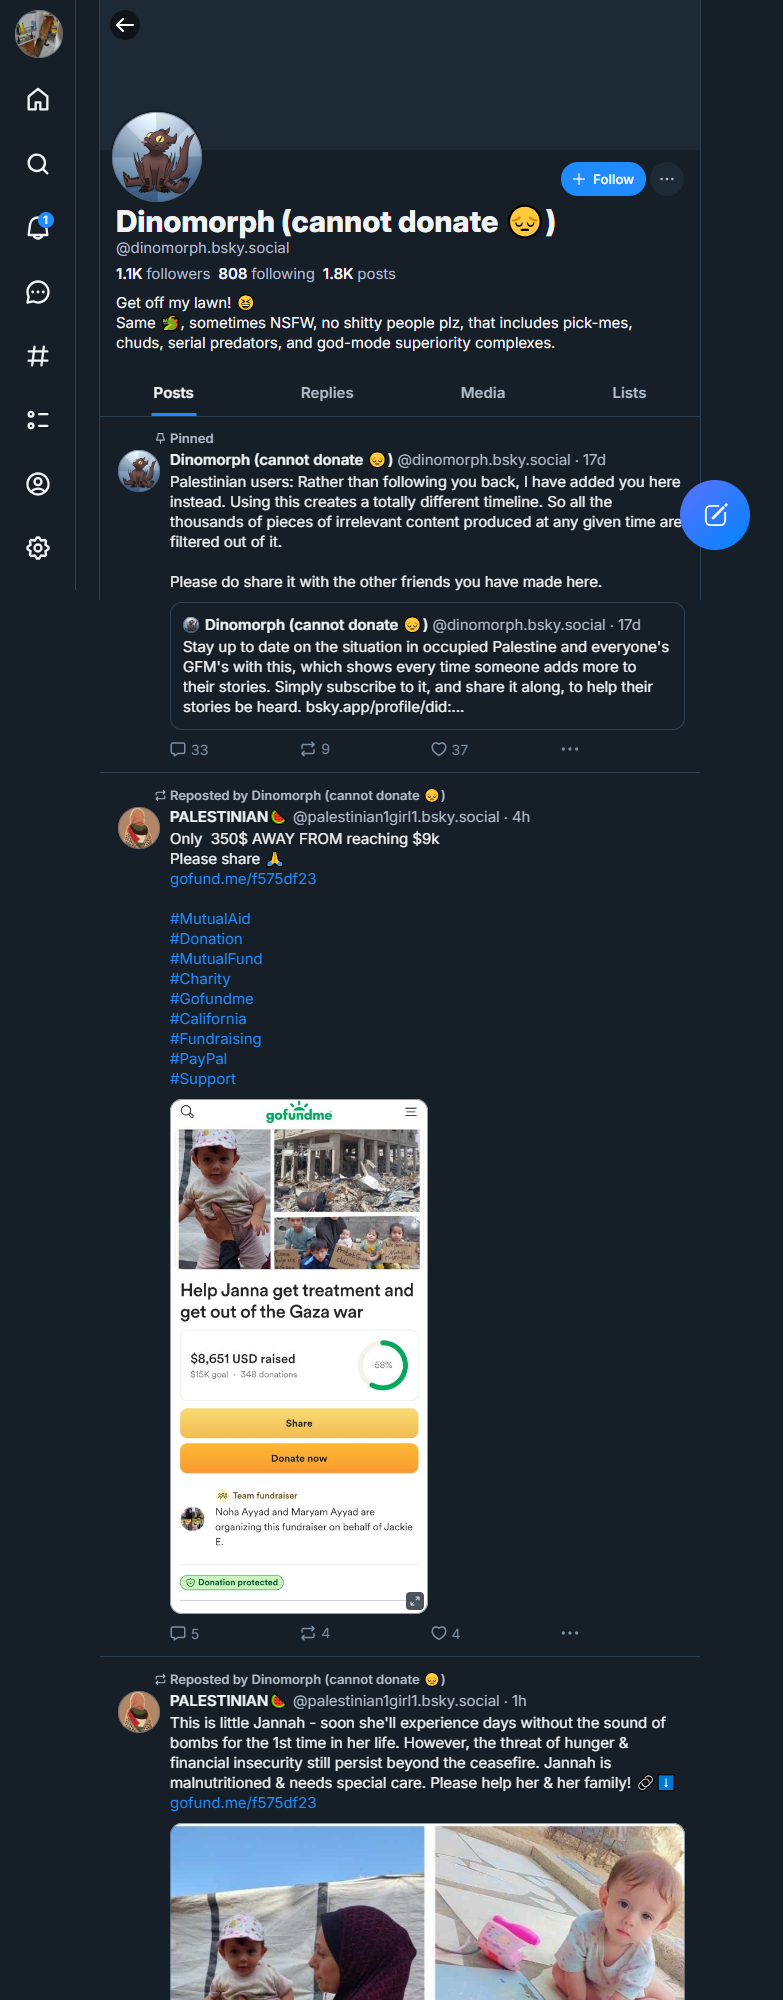 1
+ Follow
Dinomorph (cannot donate 😔)
@dinomorph.bsky.social
1.1K followers 808 following 1.8K posts
Get off my lawn! 😆
Same 🐲, sometimes NSFW, no shitty people plz, that includes pick-mes,
chuds, serial predators, and god-mode superiority complexes.
Posts Replies Media Lists
Pinned
Dinomorph (cannot donate 😔) @dinomorph.bsky.social · 17d
Palestinian users: Rather than following you back, I have added you here
instead. Using this creates a totally different timeline. So all the
thousands of pieces of irrelevant content produced at any given time are
filtered out of it.
Please do share it with the other friends you have made here.
Dinomorph (cannot donate 😔) @dinomorph.bsky.social · 17d
Stay up to date on the situation in occupied Palestine and everyone's
GFM's with this, which shows every time someone adds more to
their stories. Simply subscribe to it, and share it along, to help their
stories be heard. bsky.app/profile/did:...
33 9 37
Reposted by Dinomorph (cannot donate 😔)
PALESTINIAN🍉 @palestinian1girl1.bsky.social · 4h
Only 350$ AWAY FROM reaching $9k
Please share 🙏
gofund.me/f575df23
#MutualAid
#Donation
#MutualFund
#Charity
#Gofundme
#California
#Fundraising
#PayPal
#Support
gofundme
Help Janna get treatment and
get out of the Gaza war
$8,651 USD raised
$15K goal · 348 donations
58%
Share
Donate now
Team fundraiser
Noha Ayyad and Maryam Ayyad are
organizing this fundraiser on behalf of Jackie
E.
Donation protected
5 4 4
Reposted by Dinomorph (cannot donate 😔)
PALESTINIAN🍉 @palestinian1girl1.bsky.social · 1h
This is little Jannah - soon she'll experience days without the sound of
bombs for the 1st time in her life. However, the threat of hunger &
financial insecurity still persist beyond the ceasefire. Jannah is
malnutritioned & needs special care. Please help her & her family! 🔗⬇️
gofund.me/f575df23